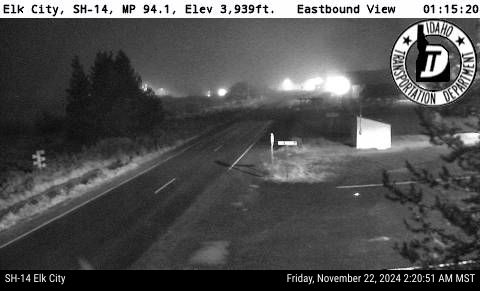 Elk City, SH-14, MP 94.1, Elev 3,939ft. Eastbound View 01:15:20
IDAHO
TRANSPORTATION DEPARTMENT
SH-14 Elk City Friday, November 22, 2024 2:20:51 AM MST